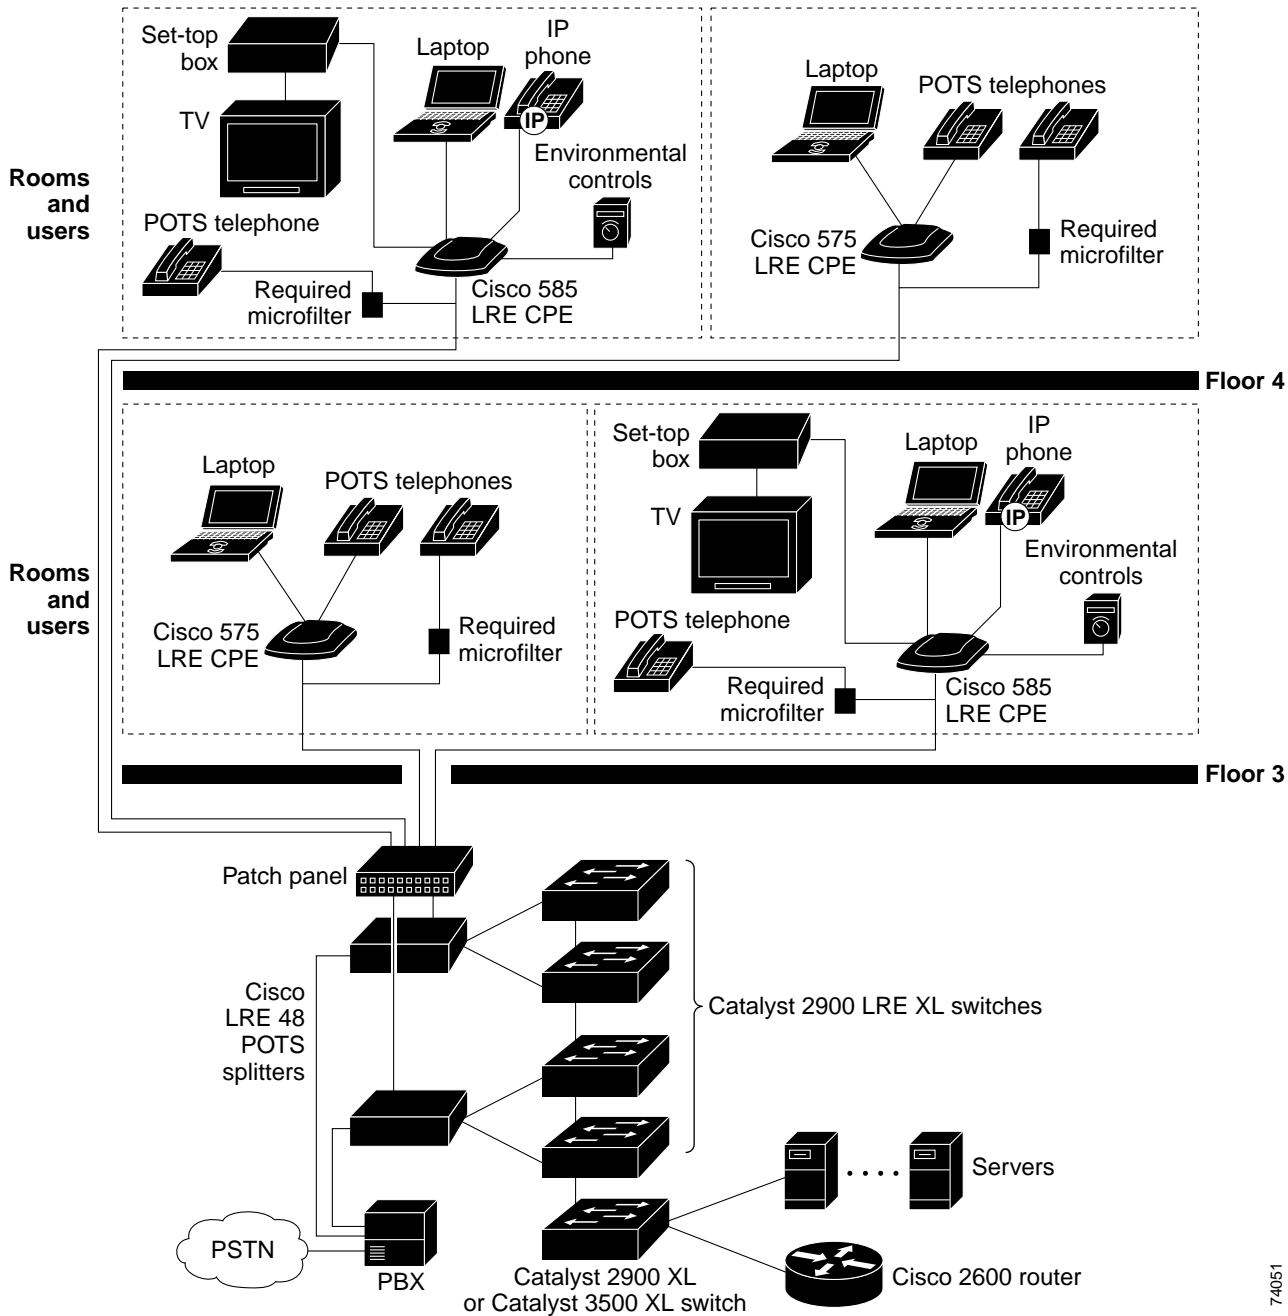 Set-top
box
Laptop
IP
phone
TV
IP
Environmental
controls
POTS telephone
Required
microfilter
Cisco 585
LRE CPE
Laptop
POTS telephones
Cisco 575
LRE CPE
Required
microfilter
Rooms
and
users
Floor 4
Laptop
POTS telephones
Cisco 575
LRE CPE
Required
microfilter
Set-top
box
Laptop
IP
phone
TV
IP
Environmental
controls
POTS telephone
Required
microfilter
Cisco 585
LRE CPE
Rooms
and
users
Floor 3
Patch panel
Cisco
LRE 48
POTS
splitters
Catalyst 2900 LRE XL switches
Servers
PSTN
PBX
Catalyst 2900 XL
or Catalyst 3500 XL switch
Cisco 2600 router
74051